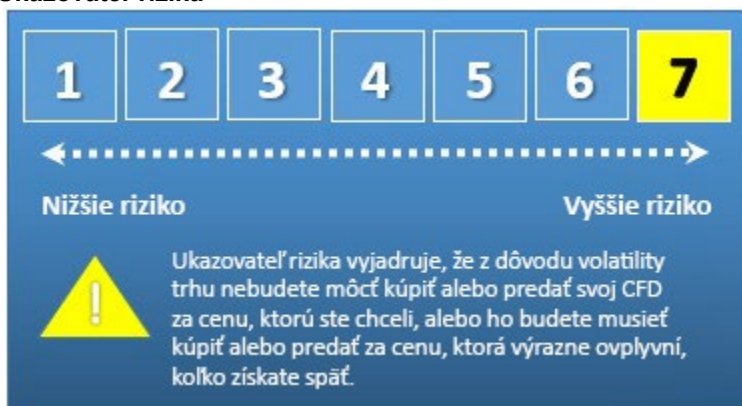 Ukazovateľ rizika
1 2 3 4 5 6 7
Nižšie riziko Vyššie riziko
!
Ukazovateľ rizika vyjadruje, že z dôvodu volatility
trhu nebudete môcť kúpiť alebo predať svoj CFD
za cenu, ktorú ste chceli, alebo ho budete musieť
kúpiť alebo predať za cenu, ktorá výrazne ovplyvní,
koľko získate späť.